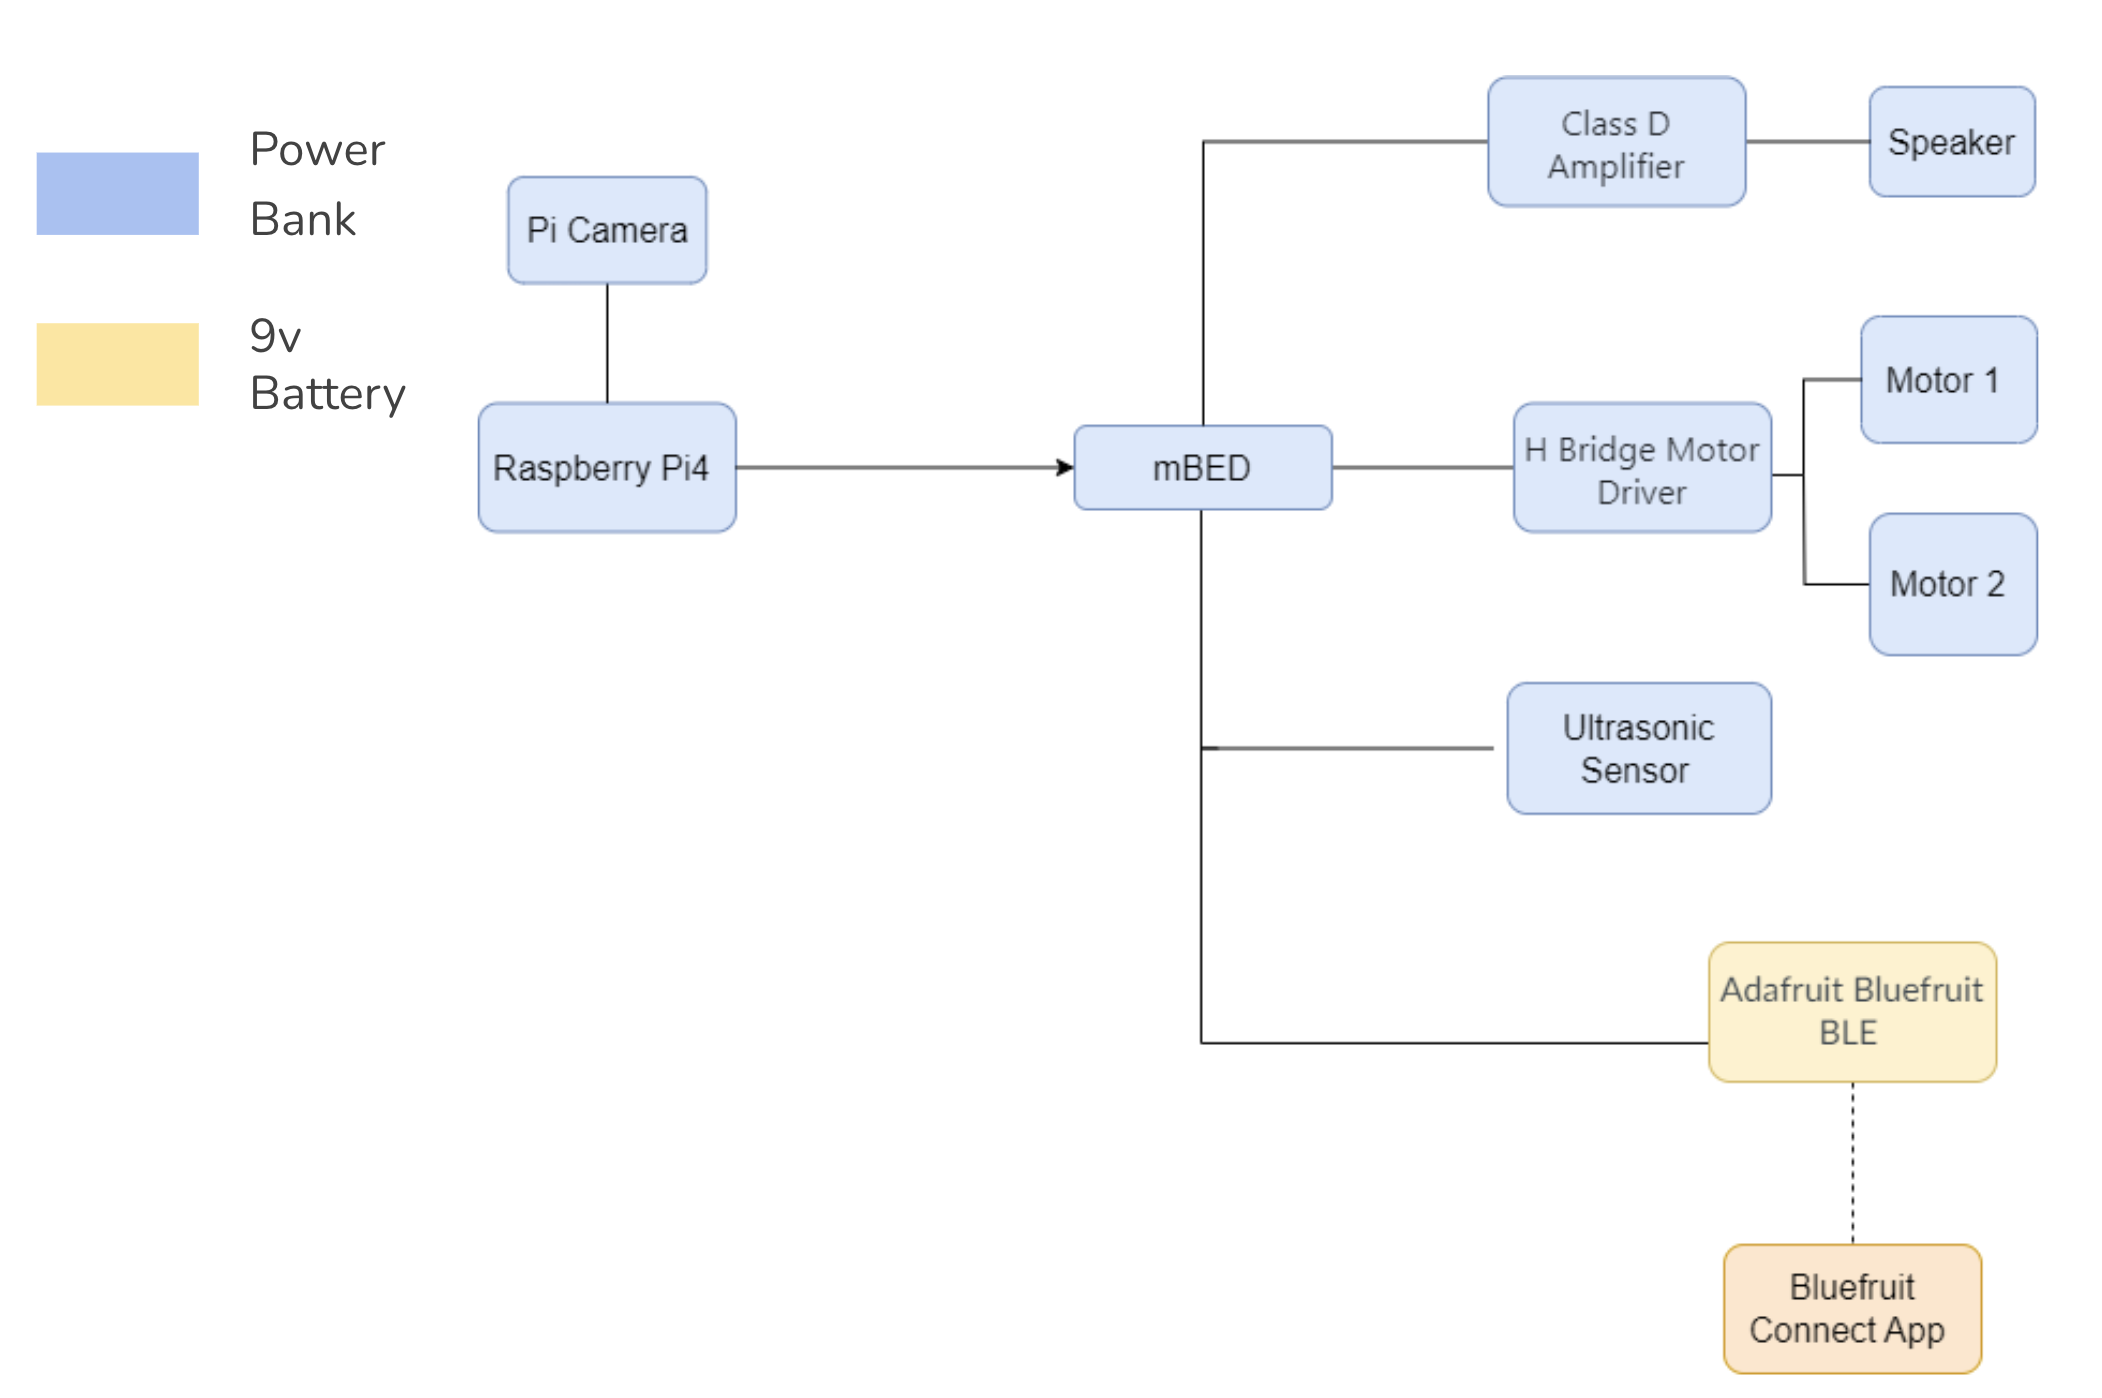 Power
Bank
9v
Battery
Pi Camera
Raspberry Pi4
mBED
Class D
Amplifier
Speaker
H Bridge Motor
Driver
Motor 1
Motor 2
Ultrasonic
Sensor
Adafruit Bluefruit
BLE
Bluefruit
Connect App